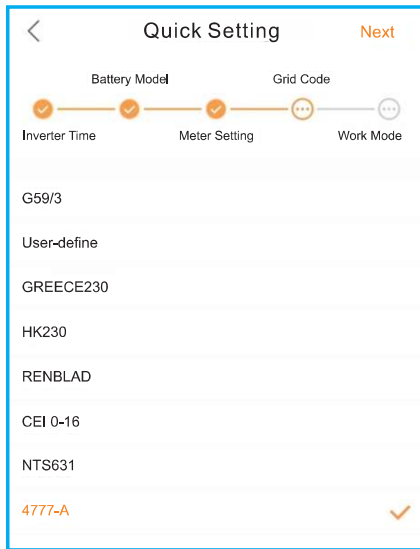 Quick Setting Next
Battery Model Grid Code
Inverter Time Meter Setting Work Mode
G59/3
User-define
GREECE230
HK230
RENBLAD
CEI 0-16
NTS631
4777-A